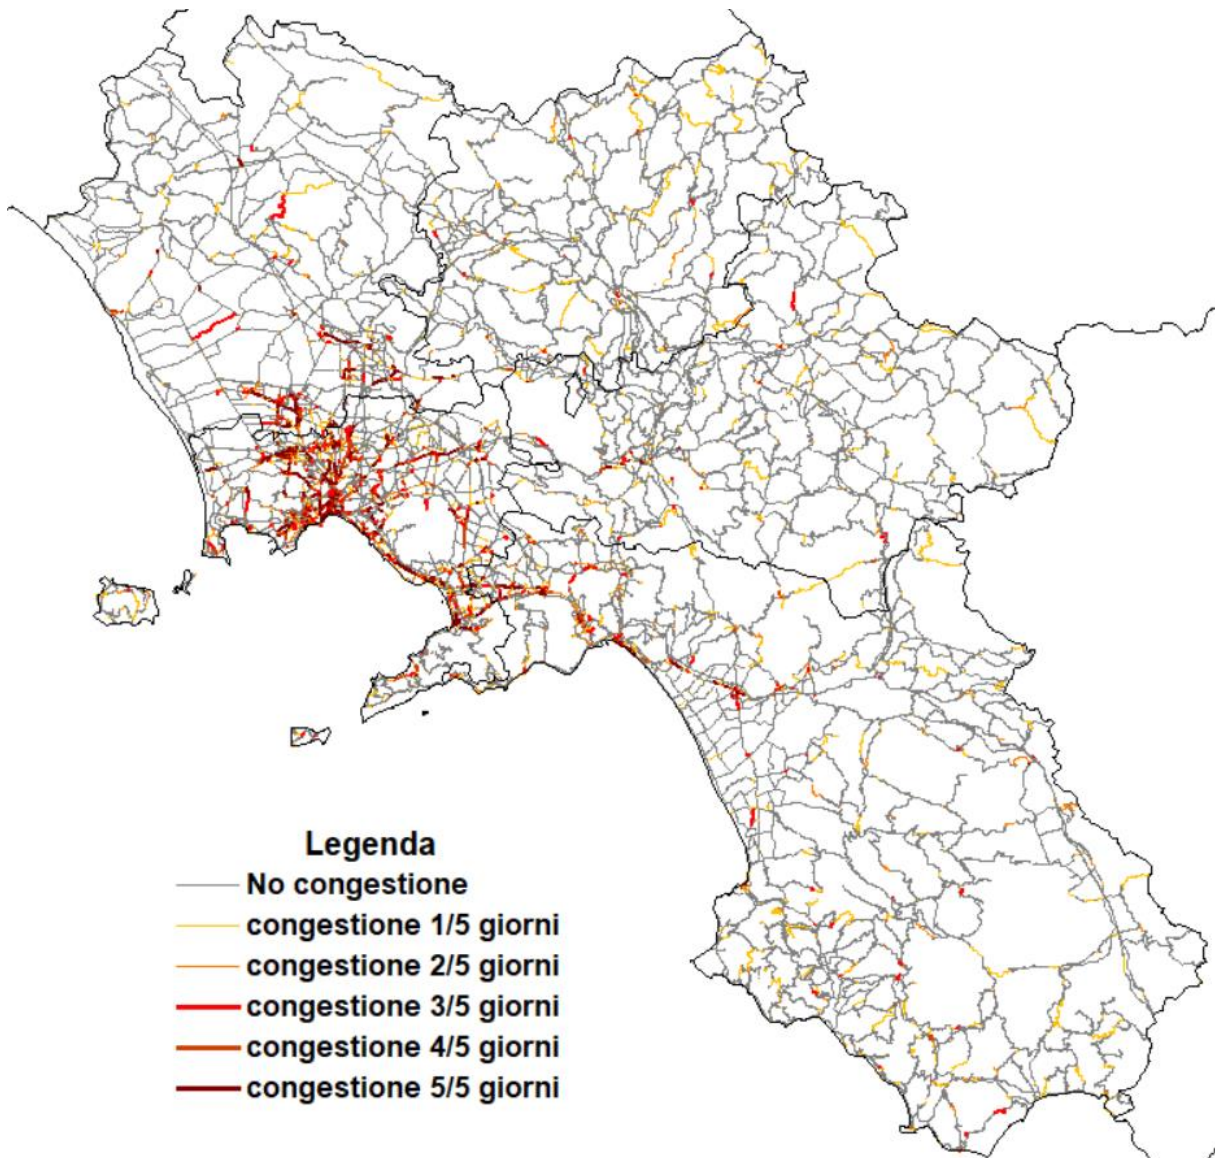 Legenda
No congestione
congestione 1/5 giorni
congestione 2/5 giorni
congestione 3/5 giorni
congestione 4/5 giorni
congestione 5/5 giorni